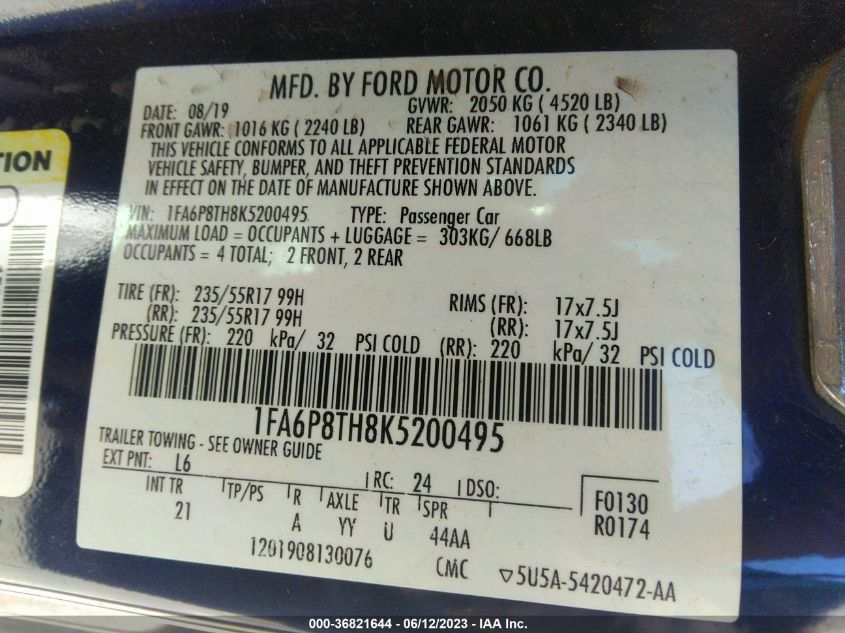 MFD. BY FORD MOTOR CO.
DATE: 08/19 GVWR: 2050 KG ( 4520 LB)
FRONT GAWR: 1016 KG ( 2240 LB) REAR GAWR: 1061 KG ( 2340 LB)
THIS VEHICLE CONFORMS TO ALL APPLICABLE FEDERAL MOTOR
VEHICLE SAFETY, BUMPER, AND THEFT PREVENTION STANDARDS
IN EFFECT ON THE DATE OF MANUFACTURE SHOWN ABOVE.
VIN: 1FA6P8TH8K5200495 TYPE: Passenger Car
MAXIMUM LOAD = OCCUPANTS + LUGGAGE = 303KG/ 668LB
OCCUPANTS = 4 TOTAL; 2 FRONT, 2 REAR
TIRE (FR): 235/55R17 99H RIMS (FR): 17x7.5J
(RR): 235/55R17 99H (RR): 17x7.5J
PRESSURE (FR): 220 kPa/ 32 PSI COLD (RR): 220 kPa/ 32 PSI COLD
1FA6P8TH8K5200495
TRAILER TOWING - SEE OWNER GUIDE
EXT PNT: L6 RC: 24 DSO:
INT TR TP/PS R AXLE TR SPR F0130
21 A YY U 44AA R0174
1201908130076 CMC ▽5U5A-5420472-AA
TION
000-36821644 - 06/12/2023 - IAA Inc.